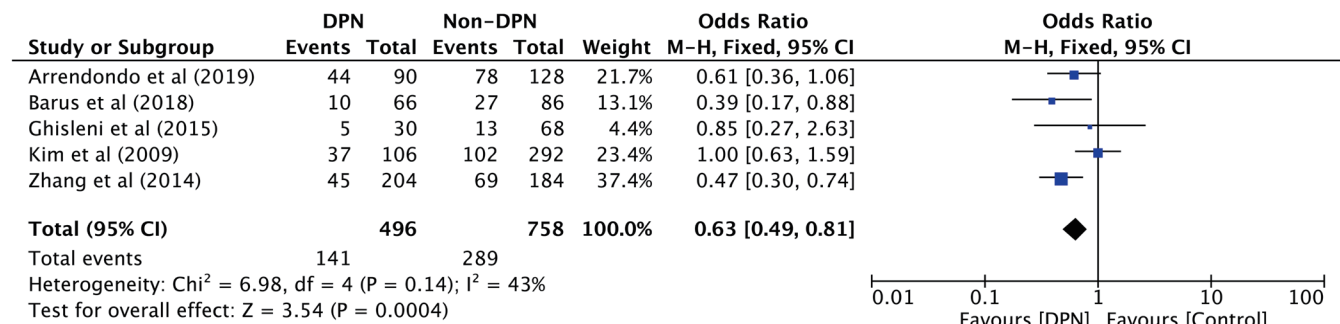 DPN Non-DPN Odds Ratio Odds Ratio
Study or Subgroup Events Total Events Total Weight M-H, Fixed, 95% CI M-H, Fixed, 95% CI
Arrendondo et al (2019) 44 90 78 128 21.7% 0.61 [0.36, 1.06]
Barus et al (2018) 10 66 27 86 13.1% 0.39 [0.17, 0.88]
Ghisleni et al (2015) 5 30 13 68 4.4% 0.85 [0.27, 2.63]
Kim et al (2009) 37 106 102 292 23.4% 1.00 [0.63, 1.59]
Zhang et al (2014) 45 204 69 184 37.4% 0.47 [0.30, 0.74]
Total (95% CI) 496 758 100.0% 0.63 [0.49, 0.81]
Total events 141 289
Heterogeneity: Chi² = 6.98, df = 4 (P = 0.14); I² = 43%
Test for overall effect: Z = 3.54 (P = 0.0004)
0.01 0.1 1 10 100
Favours [DPN] Favours [Control]